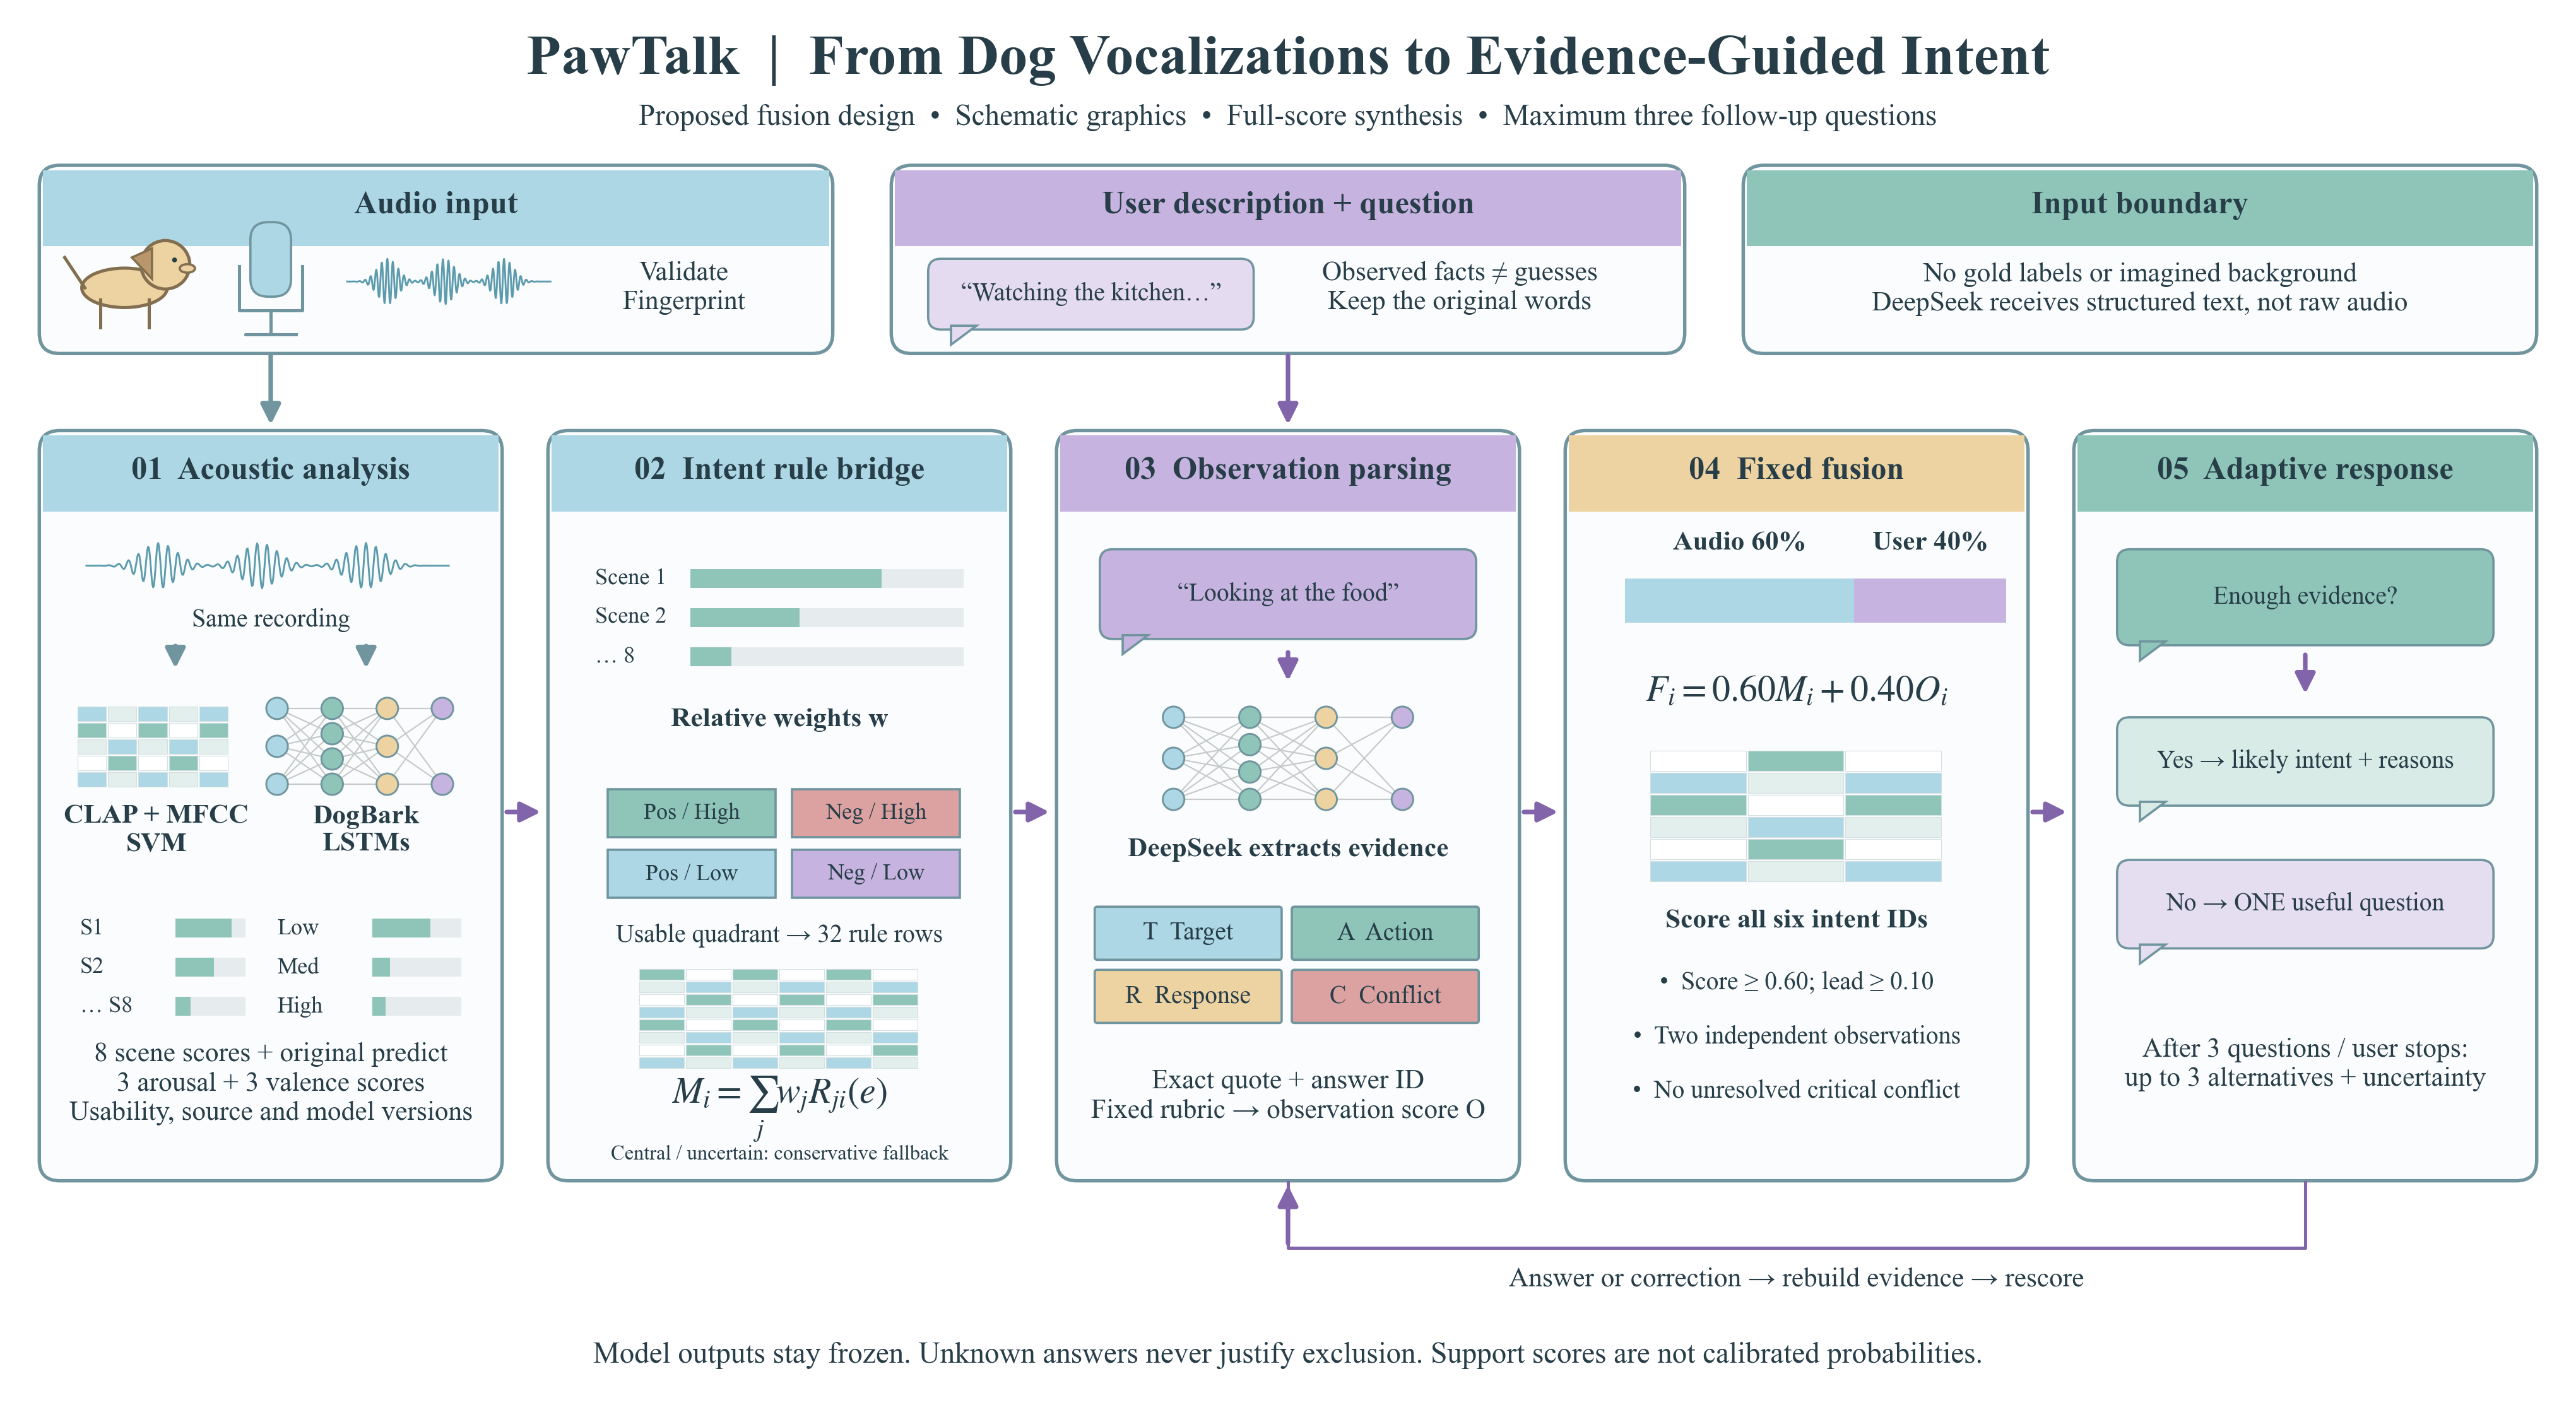 PawTalk | From Dog Vocalizations to Evidence-Guided Intent
Proposed fusion design • Schematic graphics • Full-score synthesis • Maximum three follow-up questions
Audio input
Validate
Fingerprint
User description + question
“Watching the kitchen…”
Observed facts ≠ guesses
Keep the original words
Input boundary
No gold labels or imagined background
DeepSeek receives structured text, not raw audio
01 Acoustic analysis
Same recording
CLAP + MFCC
SVM
DogBark
LSTMs
S1
Low
S2
Med
… S8
High
8 scene scores + original predict
3 arousal + 3 valence scores
Usability, source and model versions
02 Intent rule bridge
Scene 1
Scene 2
… 8
Relative weights w
Pos / High
Neg / High
Pos / Low
Neg / Low
Usable quadrant → 32 rule rows
M_i = ∑_j w_j R_{ji}(e)
Central / uncertain: conservative fallback
03 Observation parsing
“Looking at the food”
DeepSeek extracts evidence
T Target
A Action
R Response
C Conflict
Exact quote + answer ID
Fixed rubric → observation score O
04 Fixed fusion
Audio 60%
User 40%
F_i = 0.60M_i + 0.40O_i
Score all six intent IDs
• Score ≥ 0.60; lead ≥ 0.10
• Two independent observations
• No unresolved critical conflict
05 Adaptive response
Enough evidence?
Yes → likely intent + reasons
No → ONE useful question
After 3 questions / user stops:
up to 3 alternatives + uncertainty
Answer or correction → rebuild evidence → rescore
Model outputs stay frozen. Unknown answers never justify exclusion. Support scores are not calibrated probabilities.